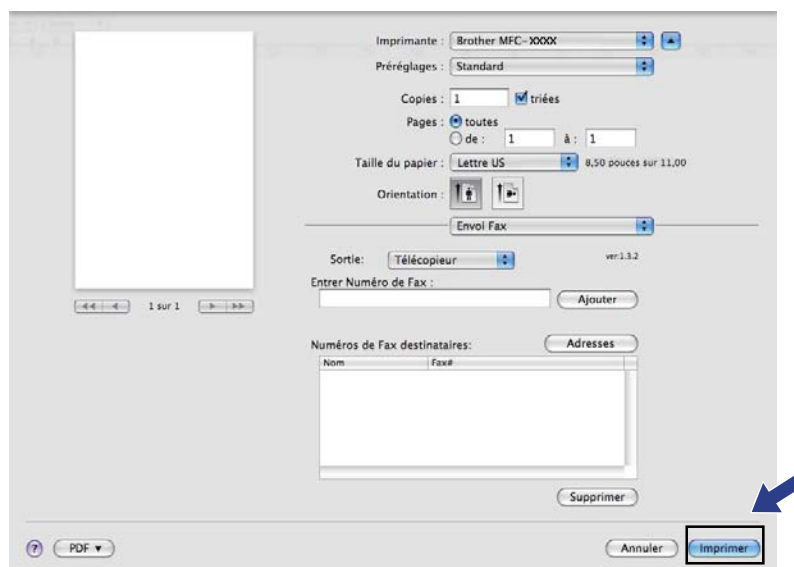 Imprimante : Brother MFC-XXXX
Préréglages : Standard
Copies : 1 triées
Pages : toutes
de : 1 à : 1
Taille du papier : Lettre US 8,50 pouces sur 11,00
Orientation :
Envoi Fax
Sortie: Télécopieur ver:1.3.2
Entrer Numéro de Fax :
Ajouter
1 sur 1
Numéros de Fax destinataires: Adresses
Nom Fax#
Supprimer
? PDF Annuler Imprimer